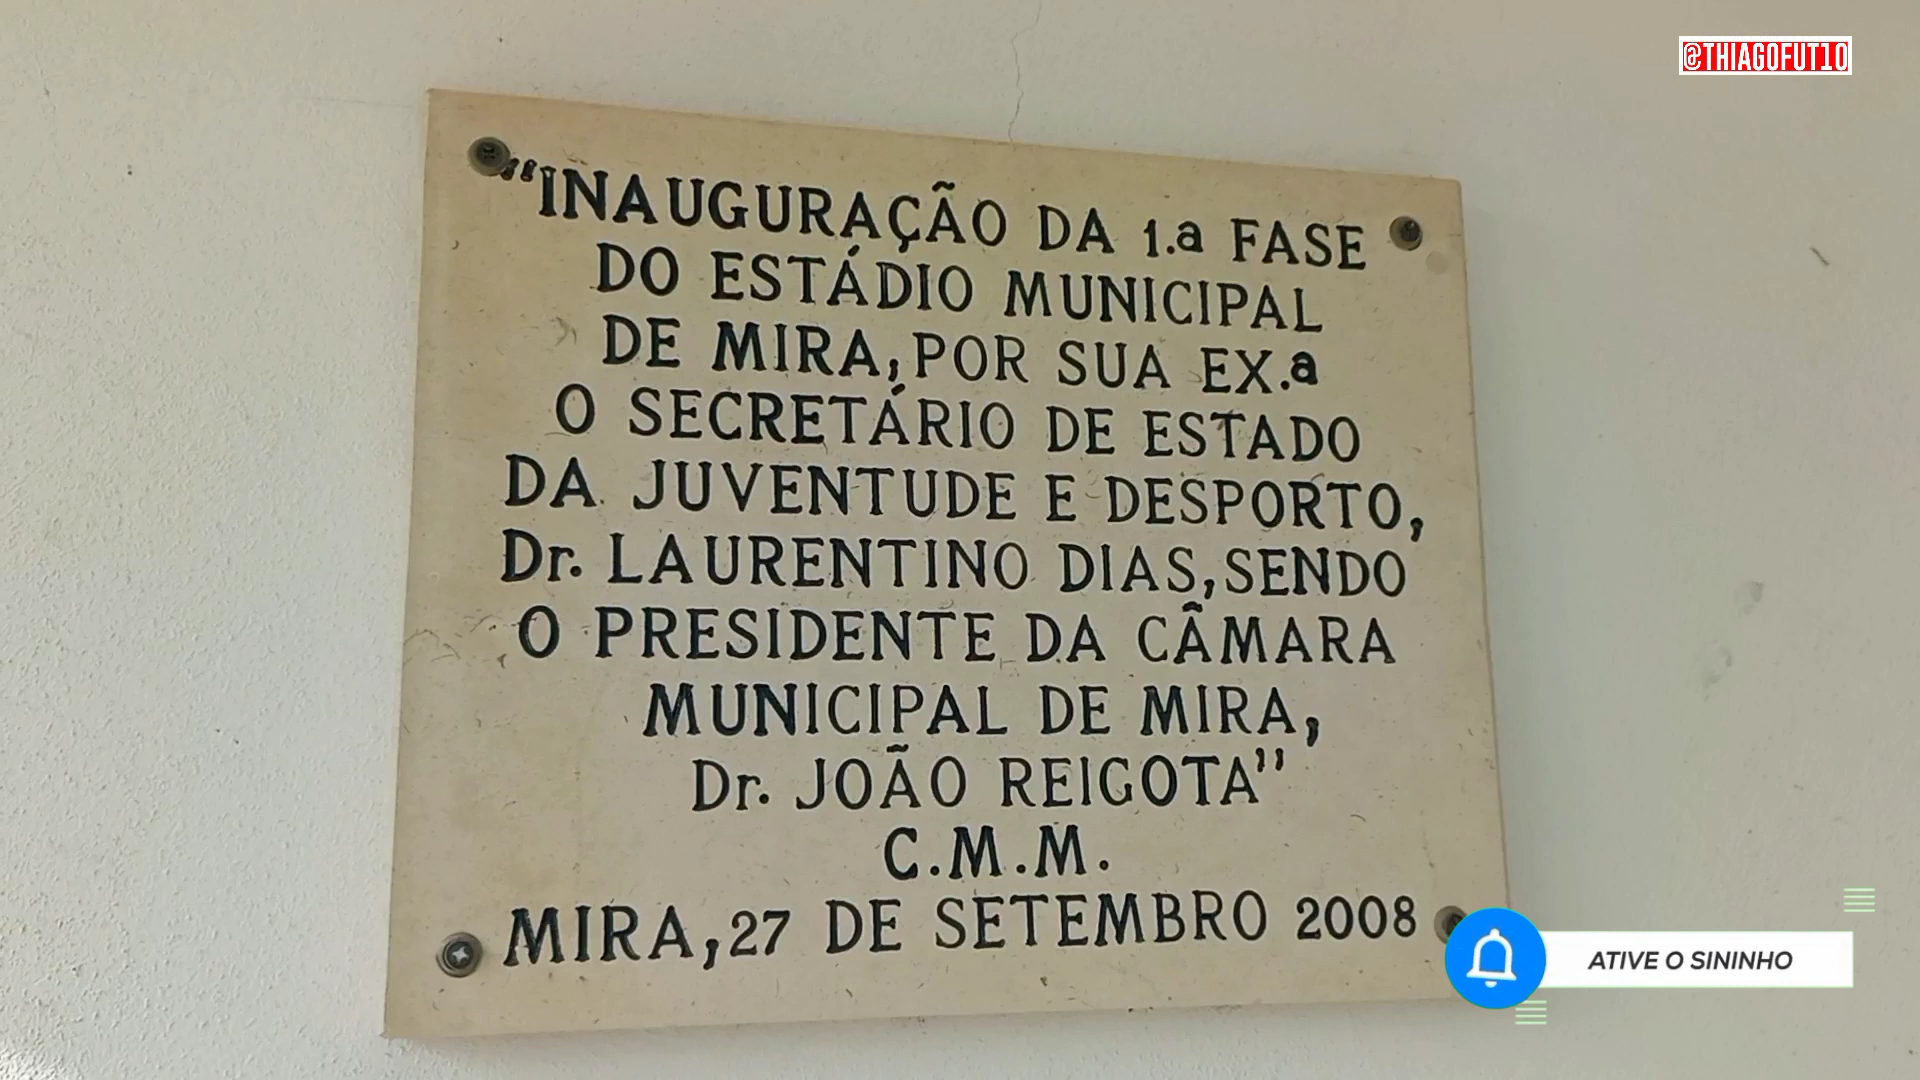 @THIAGOFUT10
"INAUGURAÇÃO DA 1.a FASE
DO ESTÁDIO MUNICIPAL
DE MIRA, POR SUA EX.a
O SECRETÁRIO DE ESTADO
DA JUVENTUDE E DESPORTO,
Dr. LAURENTINO DIAS, SENDO
O PRESIDENTE DA CÂMARA
MUNICIPAL DE MIRA,
Dr. JOÃO REIGOTA"
C.M.M.
MIRA, 27 DE SETEMBRO 2008
ATIVE O SININHO